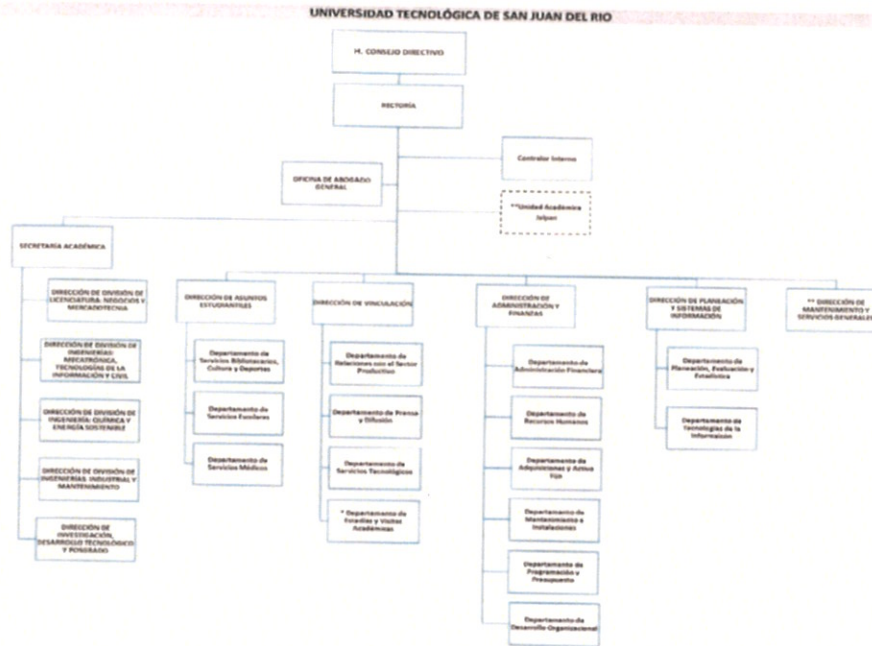 UNIVERSIDAD TECNOLÓGICA DE SAN JUAN DEL RIO
H. CONSEJO DIRECTIVO
RECTORÍA
Contralor Interno
OFICINA DE ABOGADO
GENERAL
**Unidad Académica
Jalpan
SECRETARÍA ACADÉMICA
DIRECCIÓN DE DIVISIÓN DE
LICENCIATURA: NEGOCIOS Y
MERCADOTECNIA
DIRECCIÓN DE DIVISIÓN DE
INGENIERÍAS:
MECATRÓNICA,
TECNOLOGÍAS DE LA
INFORMACIÓN Y CIVIL
DIRECCIÓN DE DIVISIÓN DE
INGENIERÍA: QUÍMICA Y
ENERGÍA SOSTENIBLE
DIRECCIÓN DE DIVISIÓN DE
INGENIERÍAS: INDUSTRIAL Y
MANTENIMIENTO
DIRECCIÓN DE
INVESTIGACIÓN,
DESARROLLO TECNOLÓGICO
Y POSGRADO
DIRECCIÓN DE ASUNTOS
ESTUDIANTILES
Departamento de
Servicios Bibliotecarios,
Cultura y Deportes
Departamento de
Servicios Escolares
Departamento de
Servicios Médicos
DIRECCIÓN DE VINCULACIÓN
Departamento de
Relaciones con el Sector
Productivo
Departamento de Prensa
y Difusión
Departamento de
Servicios Tecnológicos
* Departamento de
Estadías y Visitas
Académicas
DIRECCIÓN DE
ADMINISTRACIÓN Y
FINANZAS
Departamento de
Administración Financiera
Departamento de
Recursos Humanos
Departamento de
Adquisiciones y Activo
Fijo
Departamento de
Mantenimiento e
Instalaciones
Departamento de
Programación y
Presupuesto
Departamento de
Desarrollo Organizacional
DIRECCIÓN DE PLANEACIÓN
Y SISTEMAS DE
INFORMACIÓN
Departamento de
Planeación, Evaluación y
Estadística
Departamento de
Tecnologías de la
Información
** DIRECCIÓN DE
MANTENIMIENTO Y
SERVICIOS GENERALES